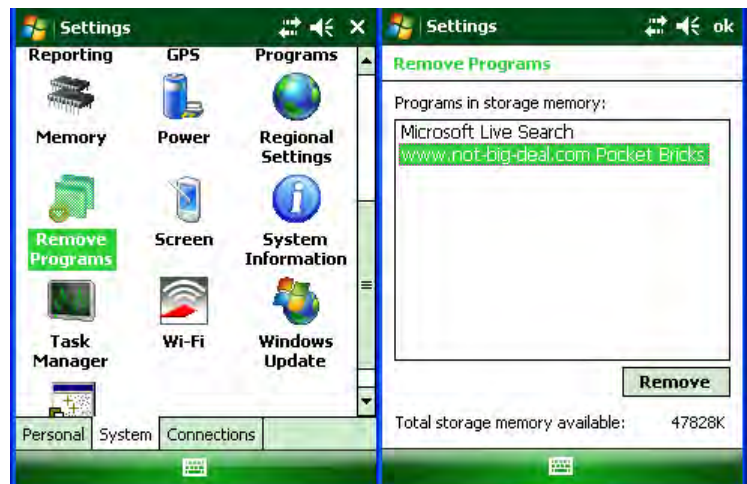 Settings
Reporting GPS Programs
Memory Power Regional
Settings
Remove Screen System
Programs Information
Task Wi-Fi Windows
Manager Update
Personal System Connections
Settings ok
Remove Programs
Programs in storage memory:
Microsoft Live Search
www.not-big-deal.com Pocket Bricks
Remove
Total storage memory available: 47828K